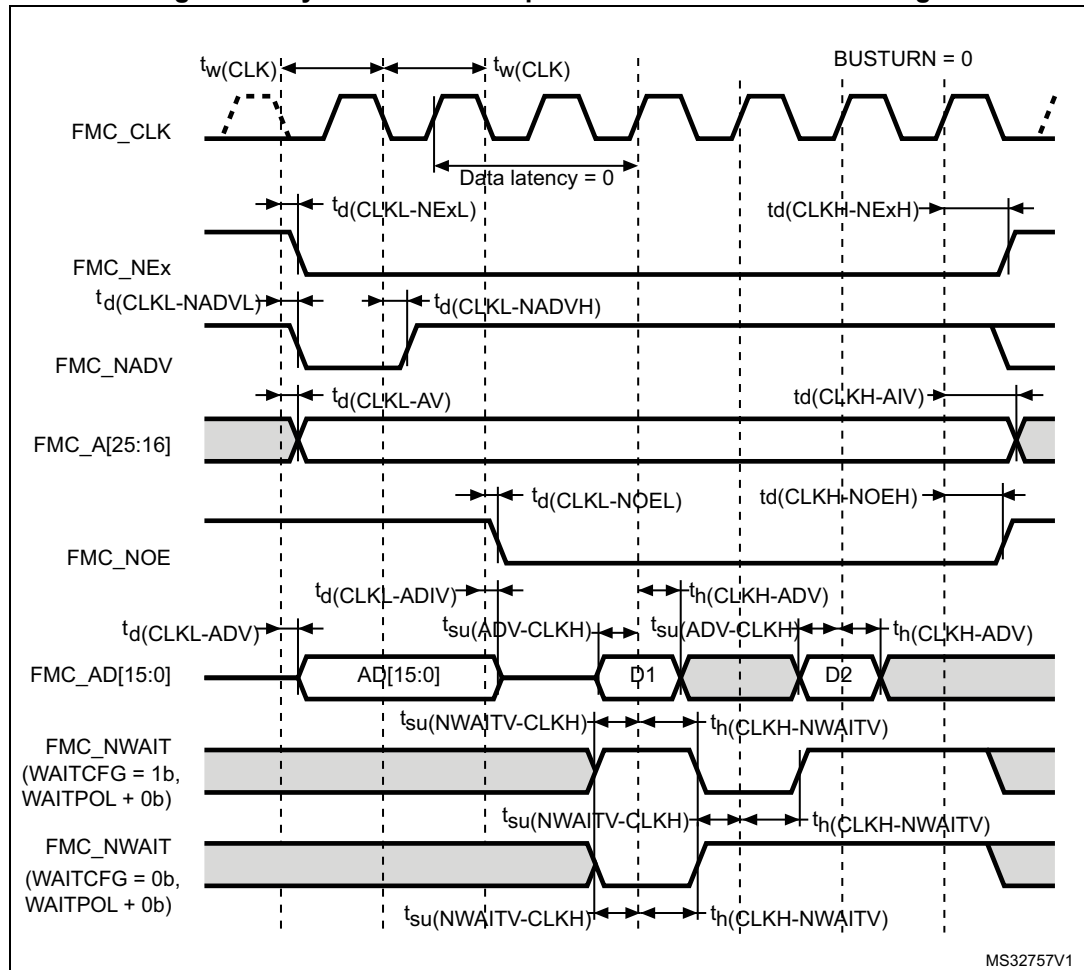 BUSTURN = 0
tw(CLK) tw(CLK)
FMC_CLK
Data latency = 0
td(CLKL-NExL) td(CLKH-NExH)
FMC_NEx
td(CLKL-NADVL) td(CLKL-NADVH)
FMC_NADV
td(CLKL-AV) td(CLKH-AIV)
FMC_A[25:16]
td(CLKL-NOEL) td(CLKH-NOEH)
FMC_NOE
td(CLKL-ADIV) th(CLKH-ADV)
td(CLKL-ADV) tsu(ADV-CLKH) tsu(ADV-CLKH) th(CLKH-ADV)
FMC_AD[15:0] AD[15:0] D1 D2
tsu(NWAITV-CLKH) th(CLKH-NWAITV)
FMC_NWAIT
(WAITCFG = 1b,
WAITPOL + 0b)
tsu(NWAITV-CLKH) th(CLKH-NWAITV)
FMC_NWAIT
(WAITCFG = 0b,
WAITPOL + 0b)
tsu(NWAITV-CLKH) th(CLKH-NWAITV)
MS32757V1